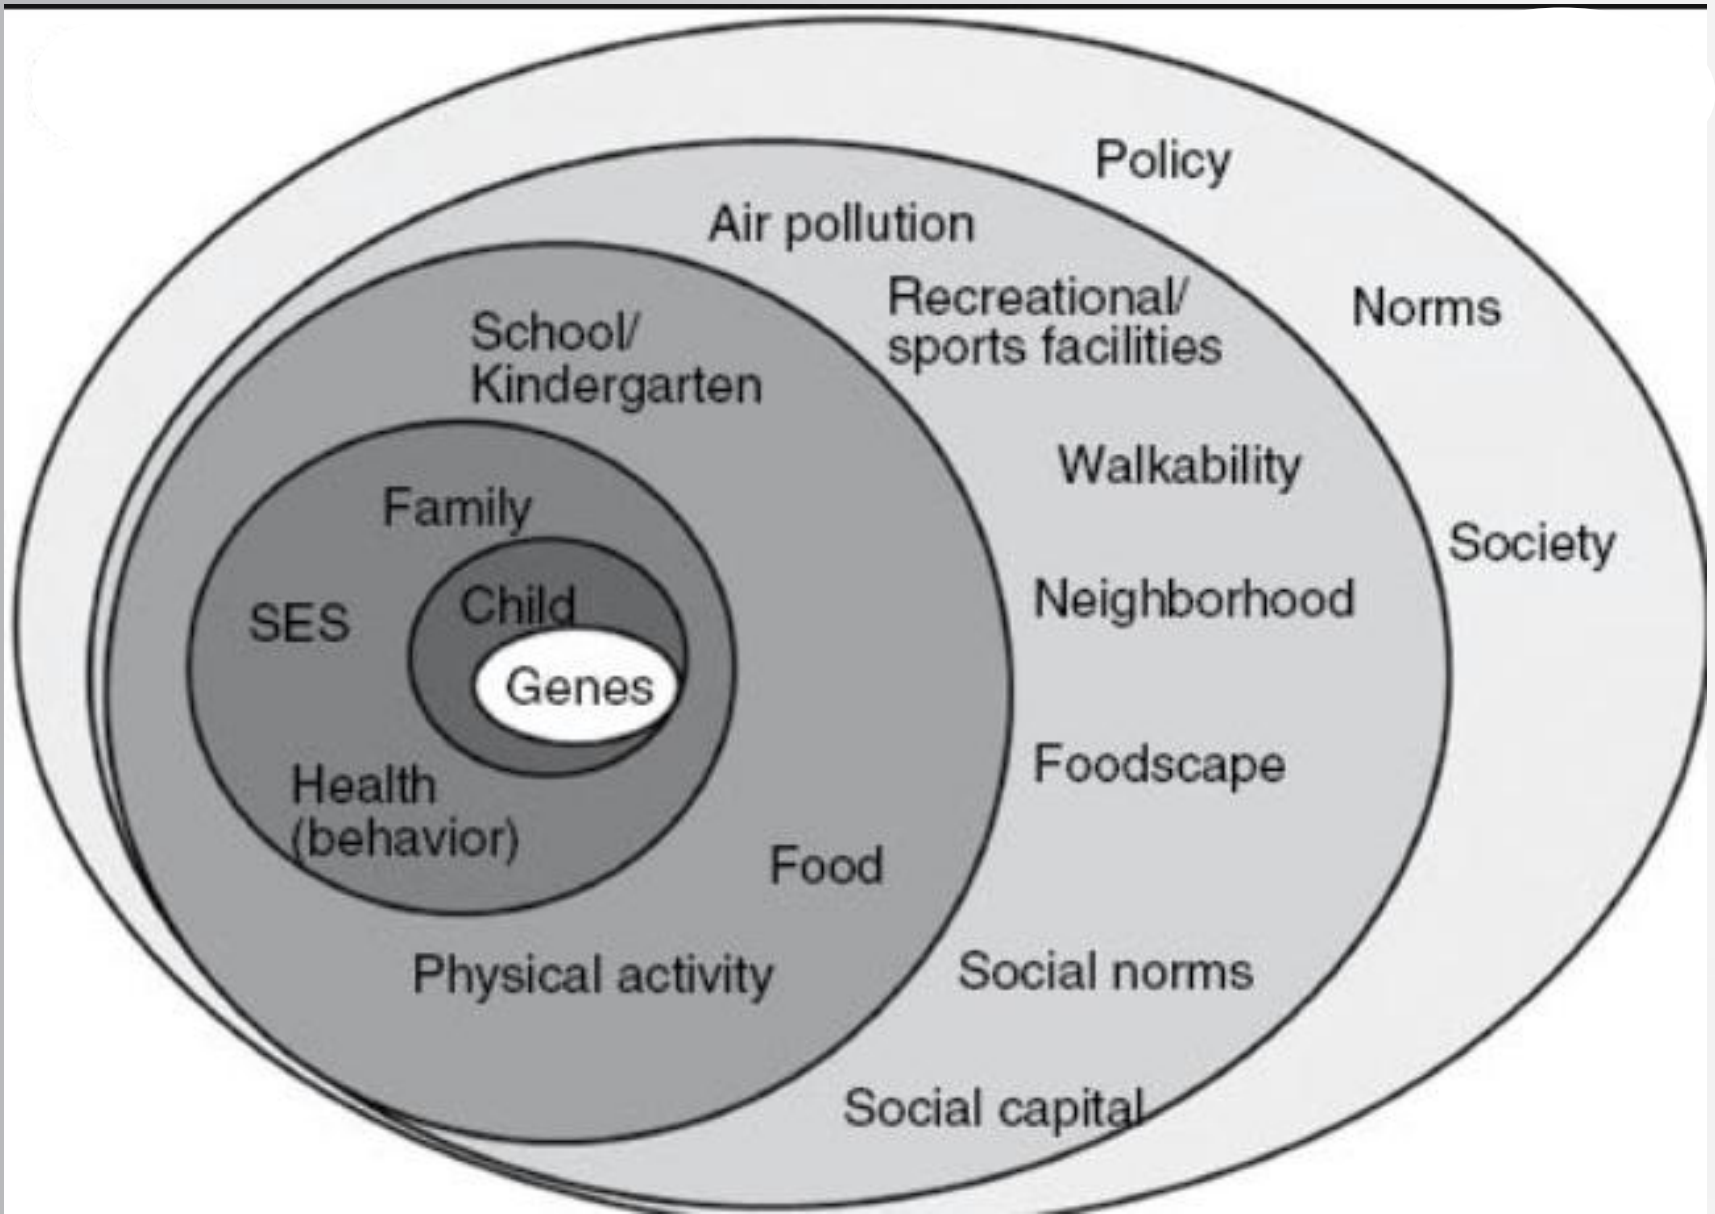 Policy
Air pollution
Recreational/
sports facilities
Norms
School/
Kindergarten
Walkability
Family
Society
Child
SES
Neighborhood
Genes
Health
(behavior)
Foodscape
Food
Physical activity
Social norms
Social capital